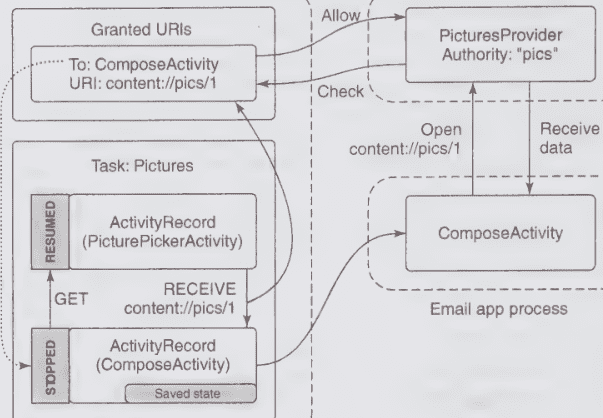 Granted URIs
To: ComposeActivity
URI: content://pics/1
Allow
Check
PicturesProvider
Authority: "pics"
Open
content://pics/1
Receive
data
Task: Pictures
RESUMED
ActivityRecord
(PicturePickerActivity)
GET
RECEIVE
content://pics/1
STOPPED
ActivityRecord
(ComposeActivity)
Saved state
ComposeActivity
Email app process